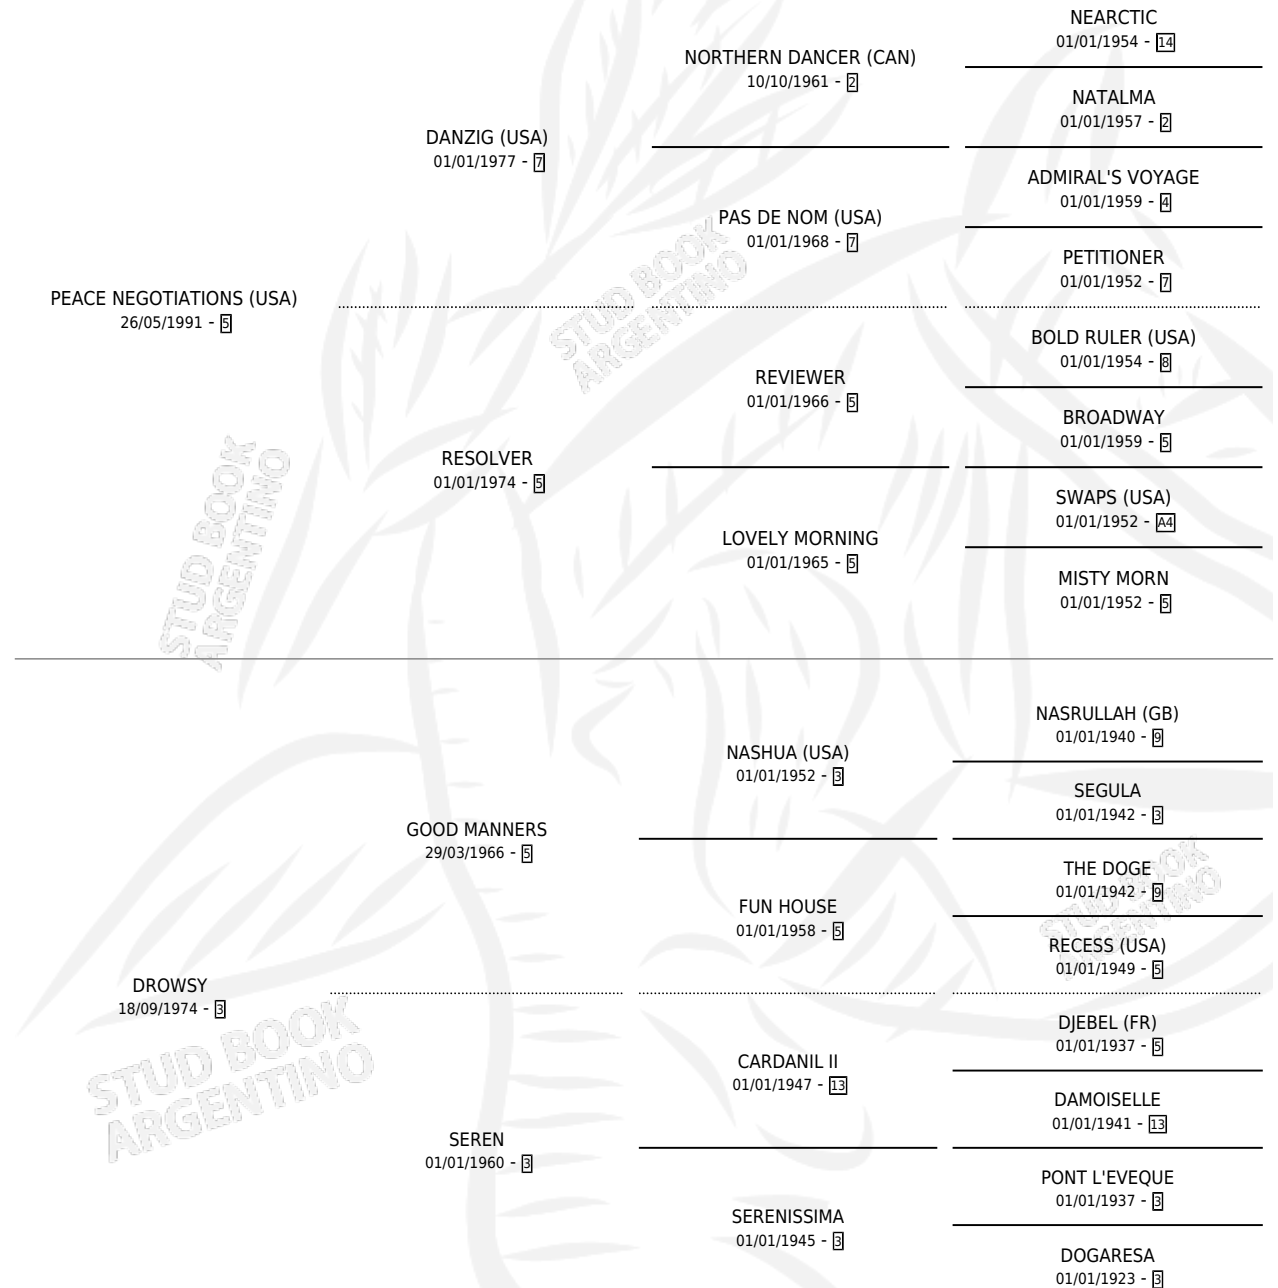 NEARCTIC
01/01/1954 - 14
NORTHERN DANCER (CAN)
10/10/1961 - 2
NATALMA
01/01/1957 - 2
DANZIG (USA)
01/01/1977 - 7
ADMIRAL'S VOYAGE
01/01/1959 - 4
PAS DE NOM (USA)
01/01/1968 - 7
PETITIONER
01/01/1952 - 7
PEACE NEGOTIATIONS (USA)
26/05/1991 - 5
STUD BOOK
ARGENTINO
BOLD RULER (USA)
01/01/1954 - 8
REVIEWER
01/01/1966 - 5
BROADWAY
01/01/1959 - 5
RESOLVER
01/01/1974 - 5
SWAPS (USA)
01/01/1952 - A4
LOVELY MORNING
01/01/1965 - 5
MISTY MORN
01/01/1952 - 5
STUD BOOK
ARGENTINO
NASRULLAH (GB)
01/01/1940 - 9
NASHUA (USA)
01/01/1952 - 3
SEGULA
01/01/1942 - 3
GOOD MANNERS
29/03/1966 - 5
THE DOGE
01/01/1942 - 9
FUN HOUSE
01/01/1958 - 5
RECESS (USA)
01/01/1949 - 5
STUD BOOK
ARGENTINO
DROWSY
18/09/1974 - 3
DJEBEL (FR)
01/01/1937 - 5
CARDANIL II
01/01/1947 - 13
DAMOISELLE
01/01/1941 - 13
STUD BOOK
ARGENTINO
SEREN
01/01/1960 - 3
PONT L'EVEQUE
01/01/1937 - 3
SERENISSIMA
01/01/1945 - 3
DOGARESA
01/01/1923 - 3